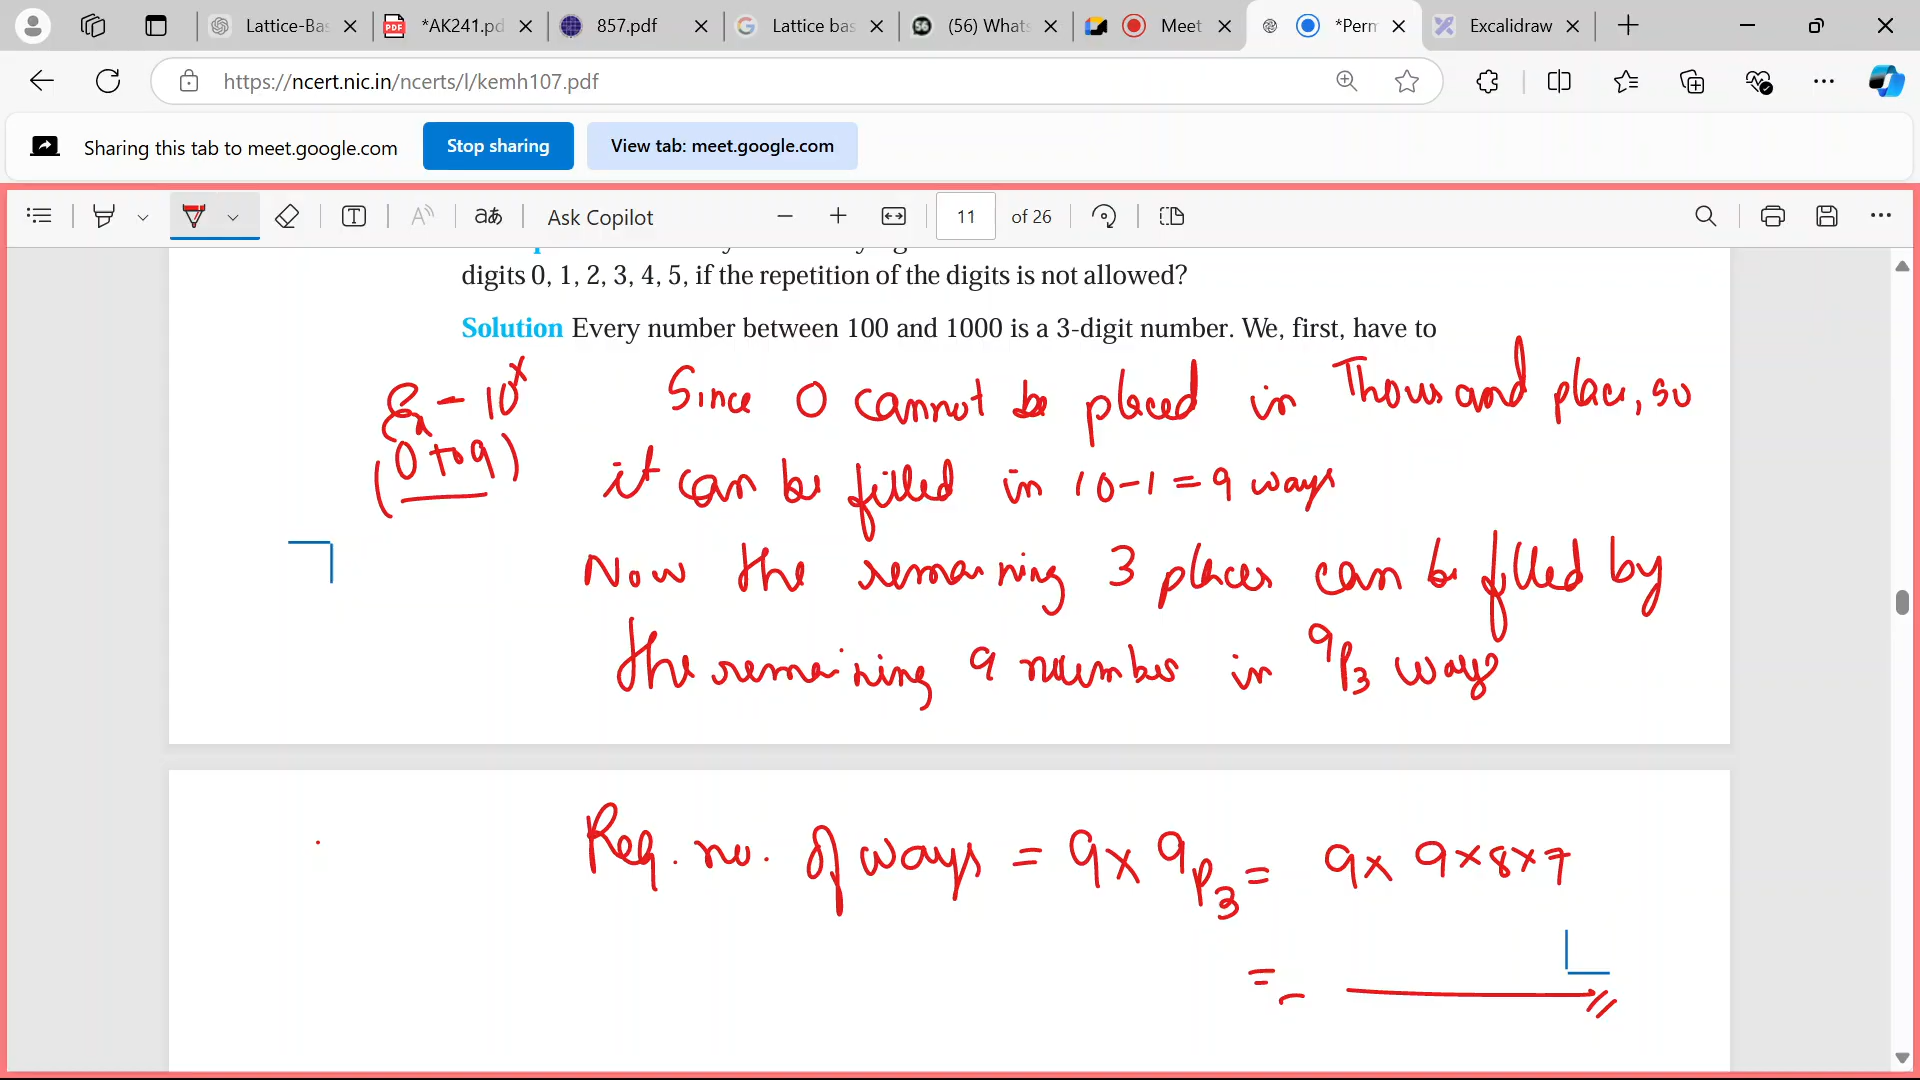 Lattice-Bas
*AK241.pd
857.pdf
Lattice bas
(56) Whats
Meet
*Perm
Excalidraw
https://ncert.nic.in/ncerts/l/kemh107.pdf
Sharing this tab to meet.google.com
Stop sharing
View tab: meet.google.com
Ask Copilot
11 of 26
digits 0, 1, 2, 3, 4, 5, if the repetition of the digits is not allowed?
Solution Every number between 100 and 1000 is a 3-digit number. We, first, have to
Ex - 10^x
(0 to 9)
Since 0 cannot be placed in Thousand place, so
it can be filled in 10-1 = 9 ways
Now the remaining 3 places can be filled by
the remaining 9 number in 9P3 ways
Req. no. of ways = 9 x 9P3 = 9 x 9 x 8 x 7
=